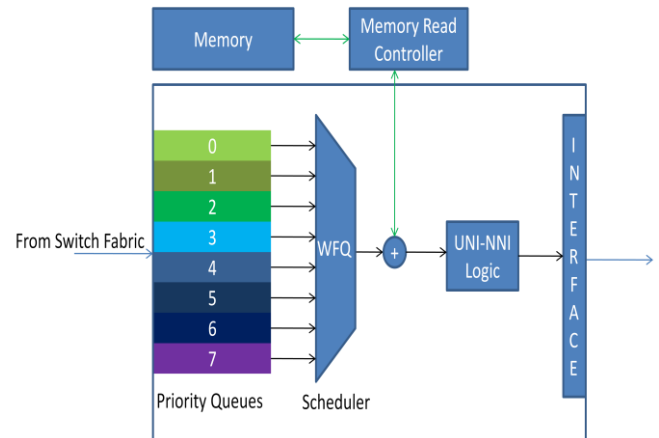 Memory
Memory Read
Controller
0
1
2
3
4
5
6
7
From Switch Fabric
WFQ
+
UNI-NNI
Logic
I
N
T
E
R
F
A
C
E
Priority Queues
Scheduler